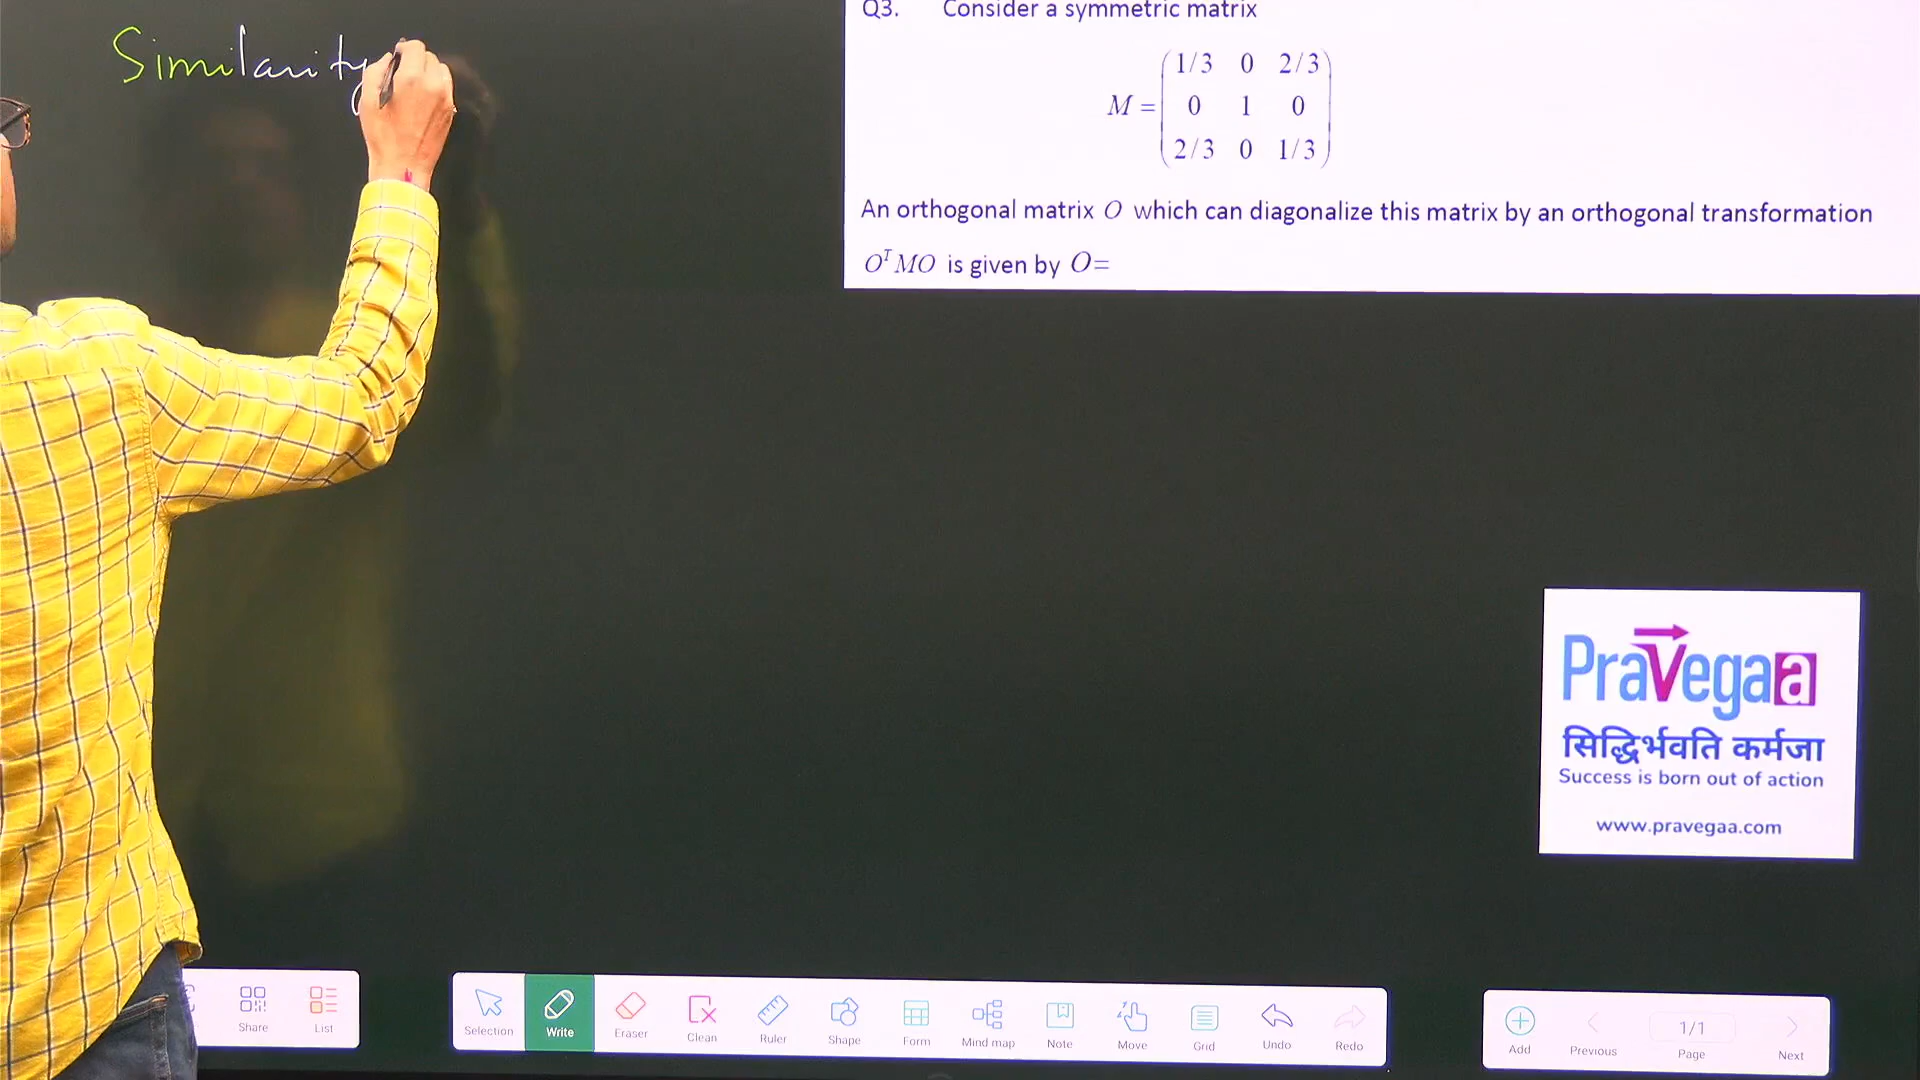 Similarity
Q3. Consider a symmetric matrix
M = (1/3 0 2/3
0 1 0
2/3 0 1/3)
An orthogonal matrix O which can diagonalize this matrix by an orthogonal transformation
OᵀMO is given by O=
PraVegaa
सिद्धिर्भवति कर्मजा
Success is born out of action
www.pravegaa.com
Share List
Selection Write Eraser Clean Ruler Shape Form Mind map Note Move Grid Undo Redo
1/1
Add Previous Page Next